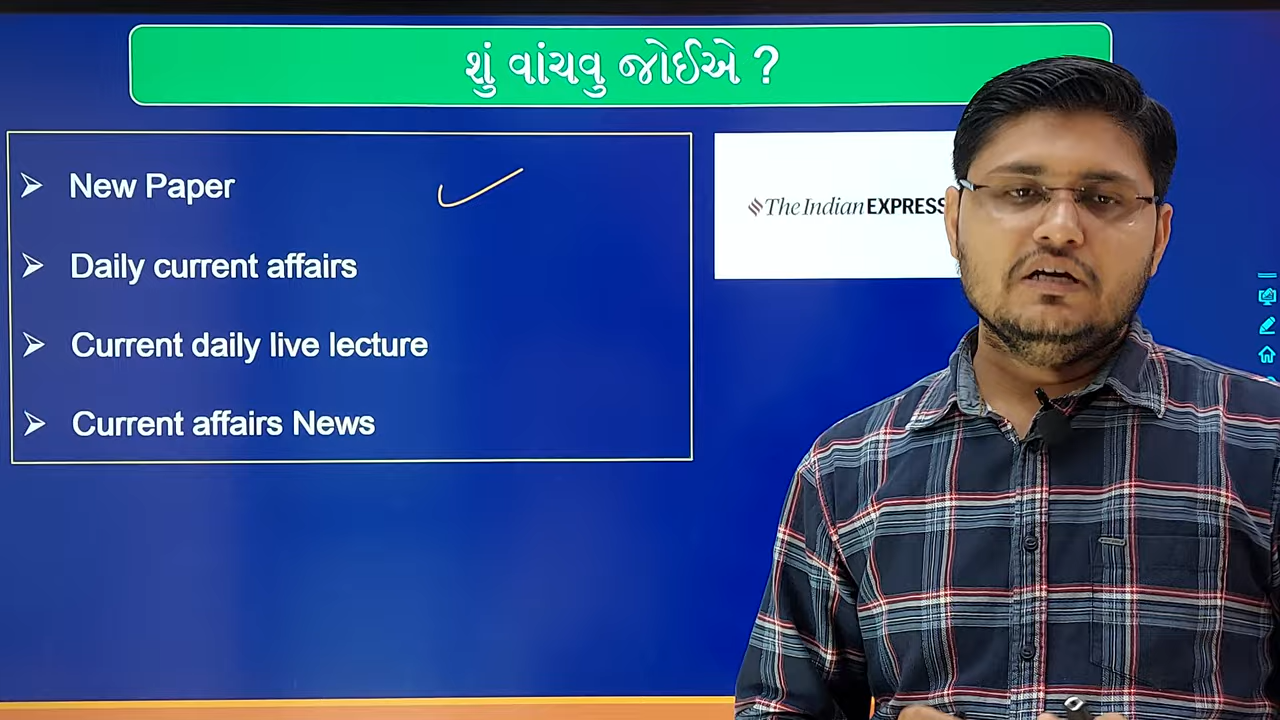 શું વાંચવુ જોઈએ ?
New Paper
The Indian EXPRESS
Daily current affairs
Current daily live lecture
Current affairs News